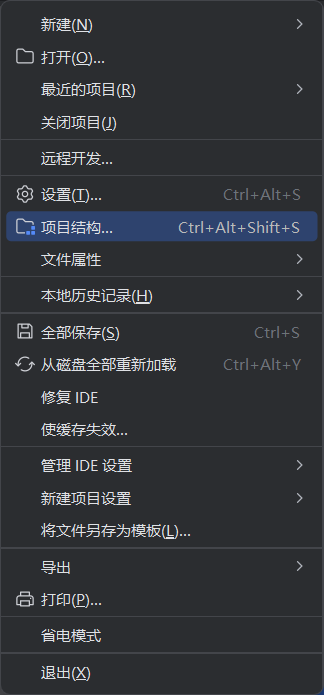 新建(N)
打开(O)...
最近的项目(R)
关闭项目(J)
远程开发...
设置(T)... Ctrl+Alt+S
项目结构... Ctrl+Alt+Shift+S
文件属性
本地历史记录(H)
全部保存(S) Ctrl+S
从磁盘全部重新加载 Ctrl+Alt+Y
修复 IDE
使缓存失效...
管理 IDE 设置
新建项目设置
将文件另存为模板(L)...
导出
打印(P)...
省电模式
退出(X)